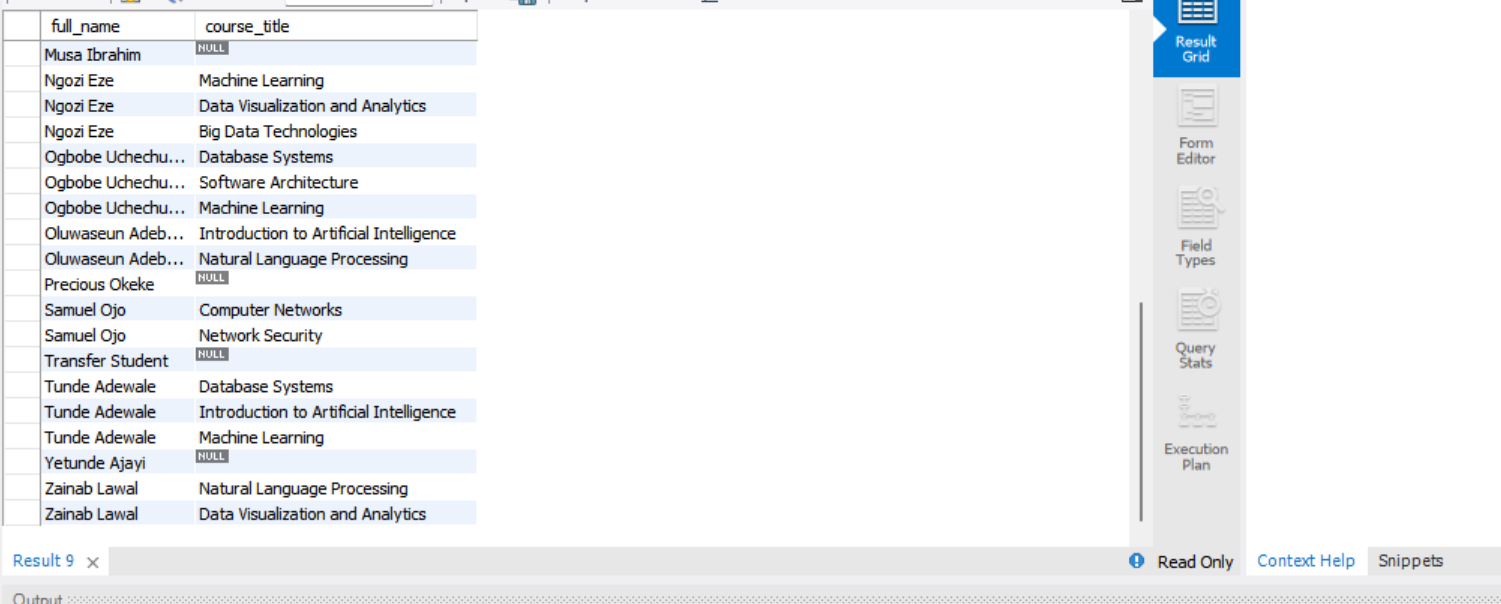 full_name course_title
Musa Ibrahim NULL
Ngozi Eze Machine Learning
Ngozi Eze Data Visualization and Analytics
Ngozi Eze Big Data Technologies
Ogbobe Uchechu... Database Systems
Ogbobe Uchechu... Software Architecture
Ogbobe Uchechu... Machine Learning
Oluwaseun Adeb... Introduction to Artificial Intelligence
Oluwaseun Adeb... Natural Language Processing
Precious Okeke NULL
Samuel Ojo Computer Networks
Samuel Ojo Network Security
Transfer Student NULL
Tunde Adewale Database Systems
Tunde Adewale Introduction to Artificial Intelligence
Tunde Adewale Machine Learning
Yetunde Ajayi NULL
Zainab Lawal Natural Language Processing
Zainab Lawal Data Visualization and Analytics
Result
Grid
Form
Editor
Field
Types
Query
Stats
Execution
Plan
Result 9
Read Only
Context Help
Snippets
Output